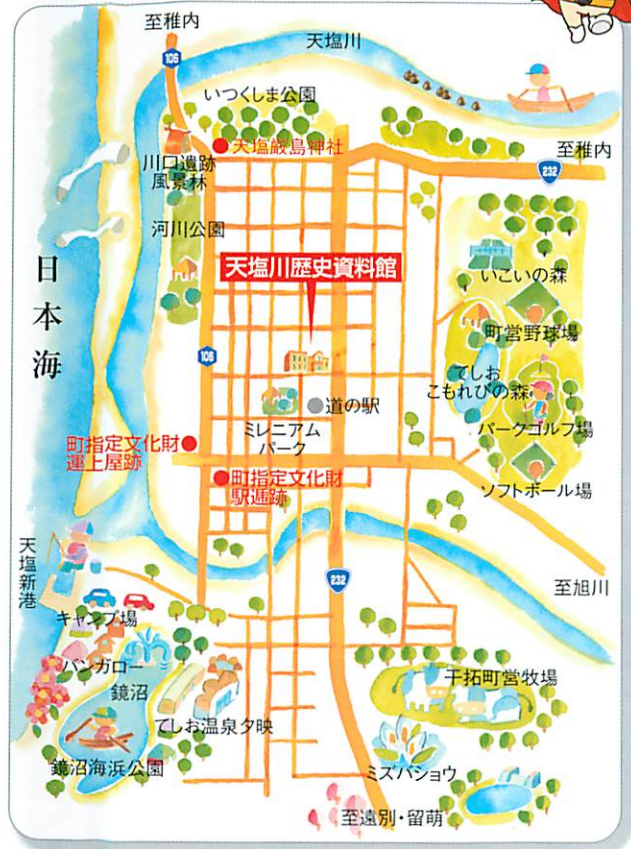 至稚内
106
天塩川
いつくしま公園
天塩厳島神社
至稚内
232
川口遺跡
風景林
河川公園
天塩川歴史資料館
日本海
いこいの森
町営野球場
106
てしお
こもれびの森
道の駅
ミレニアム
パーク
パークゴルフ場
町指定文化財
運上屋跡
町指定文化財
駅逓跡
ソフトボール場
天塩新港
232
至旭川
キャンプ場
バンガロー
鏡沼
干拓町営牧場
てしお温泉夕映
鏡沼海浜公園
ミズバショウ
至遠別・留萌